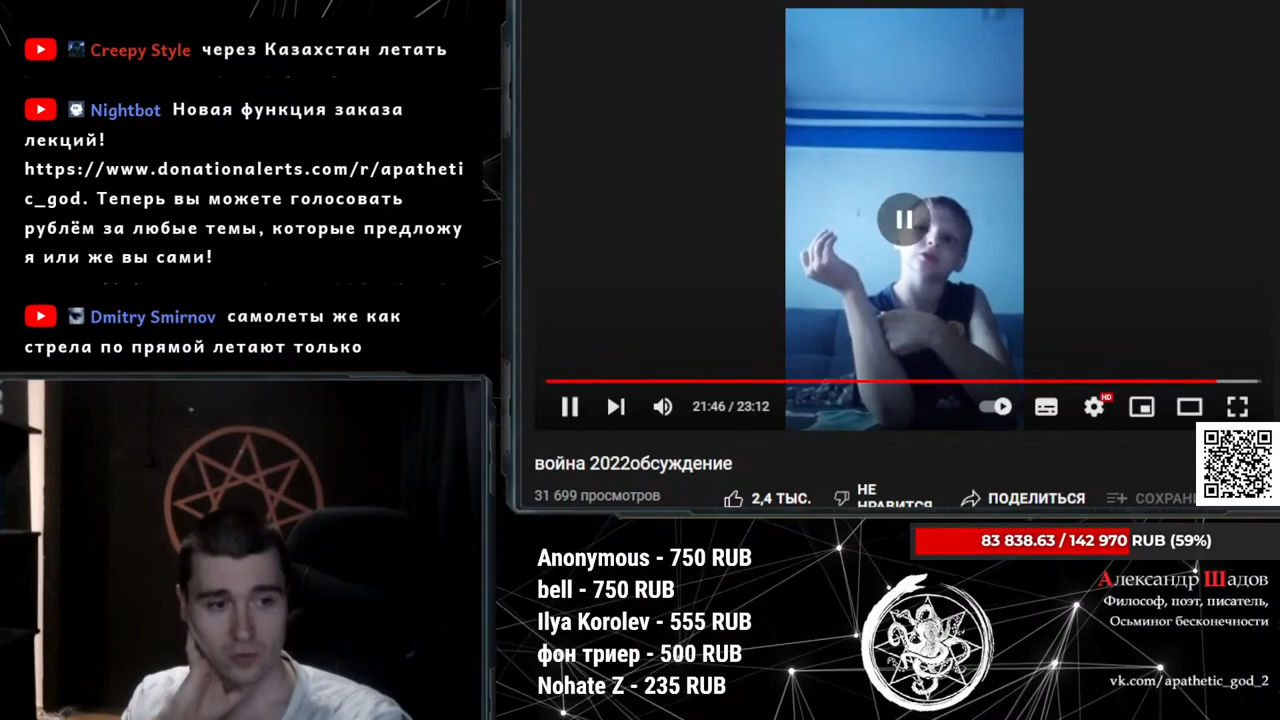 Creepy Style через Казахстан летать
Nightbot Новая функция заказа
лекций!
https://www.donationalerts.com/r/apatheti
c_god. Теперь вы можете голосовать
рублём за любые темы, которые предложу
я или же вы сами!
Dmitry Smirnov самолеты же как
стрела по прямой летают только
21:46 / 23:12
HD
война 2022обсуждение
31 699 просмотров
2,4 ТЫС.
НЕ
НРАВИТСЯ
ПОДЕЛИТЬСЯ
83 838.63 / 142 970 RUB (59%)
Anonymous - 750 RUB
bell - 750 RUB
Ilya Korolev - 555 RUB
фон триер - 500 RUB
Nohate Z - 235 RUB
Александр Шадов
Философ, поэт, писатель,
Осьминог бесконечности
vk.com/apathetic_god_2